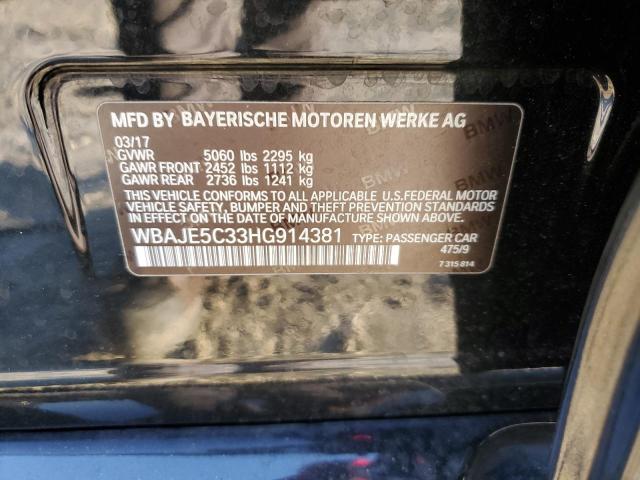 MFD BY BAYERISCHE MOTOREN WERKE AG
03/17
GVWR 5060 lbs 2295 kg
GAWR FRONT 2452 lbs 1112 kg
GAWR REAR 2736 lbs 1241 kg
THIS VEHICLE CONFORMS TO ALL APPLICABLE U.S.FEDERAL MOTOR
VEHICLE SAFETY, BUMPER AND THEFT PREVENTION STANDARDS
IN EFFECT ON THE DATE OF MANUFACTURE SHOWN ABOVE.
WBAJE5C33HG914381 TYPE: PASSENGER CAR
475/9
7 315 814